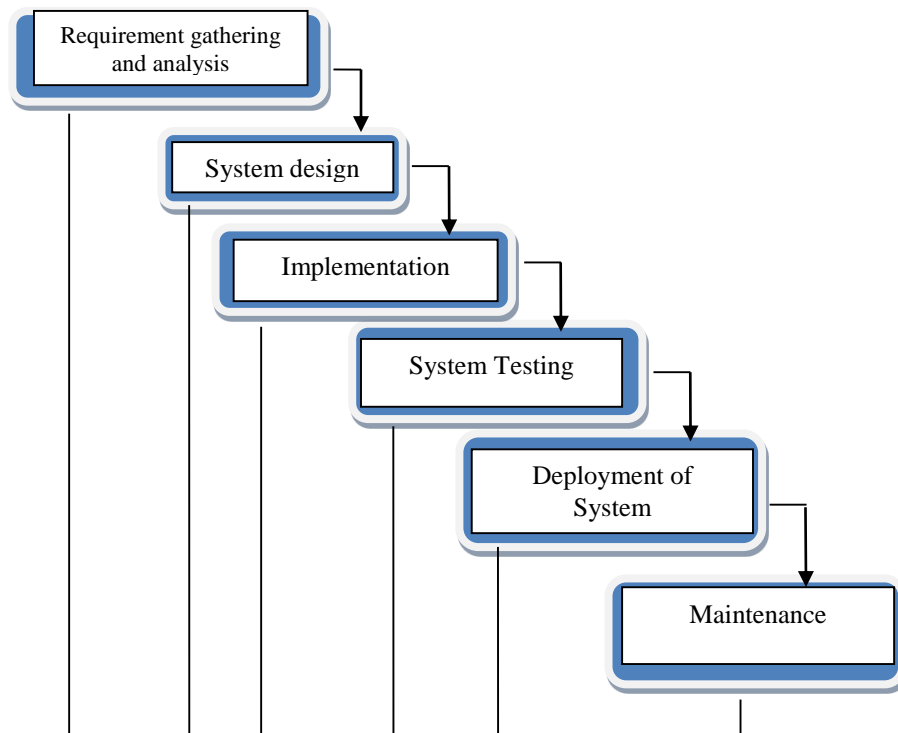 Requirement gathering
and analysis
System design
Implementation
System Testing
Deployment of
System
Maintenance